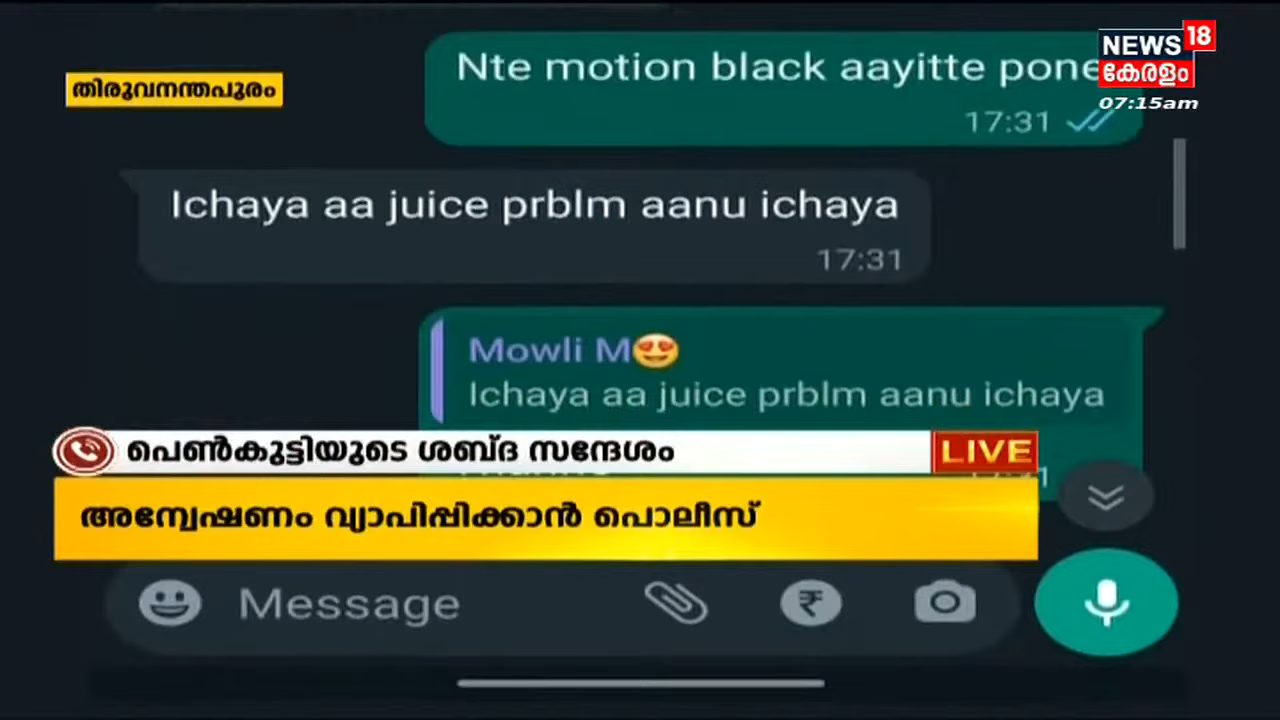 Nte motion black aayitte pone
17:31
NEWS 18
കേരളം
07:15am
തിരുവനന്തപുരം
Ichaya aa juice prblm aanu ichaya
17:31
Mowli M😍
Ichaya aa juice prblm aanu ichaya
പെൺകുട്ടിയുടെ ശബ്ദ സന്ദേശം
LIVE
അന്വേഷണം വ്യാപിപ്പിക്കാൻ പൊലീസ്
Message